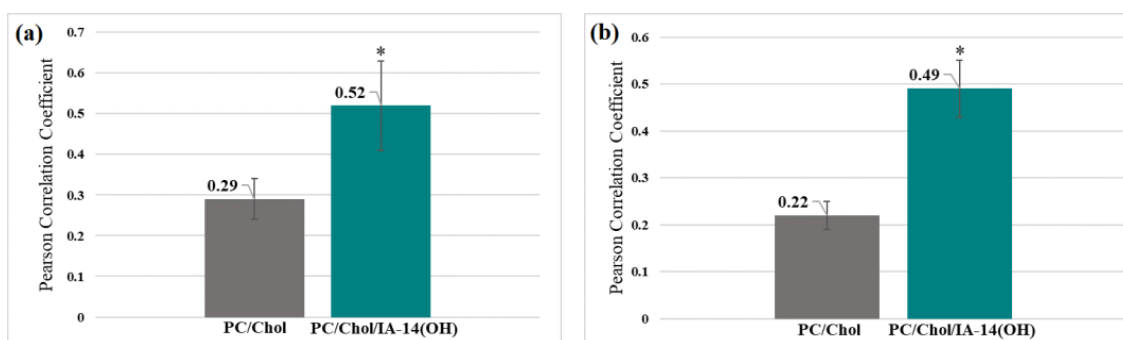 (a)
Pearson Correlation Coefficient
0.7
0.6
0.5
0.4
0.3
0.2
0.1
0
0.29
0.52
*
PC/Chol
PC/Chol/IA-14(OH)
(b)
Pearson Correlation Coefficient
0.6
0.5
0.4
0.3
0.2
0.1
0
0.22
0.49
*
PC/Chol
PC/Chol/IA-14(OH)